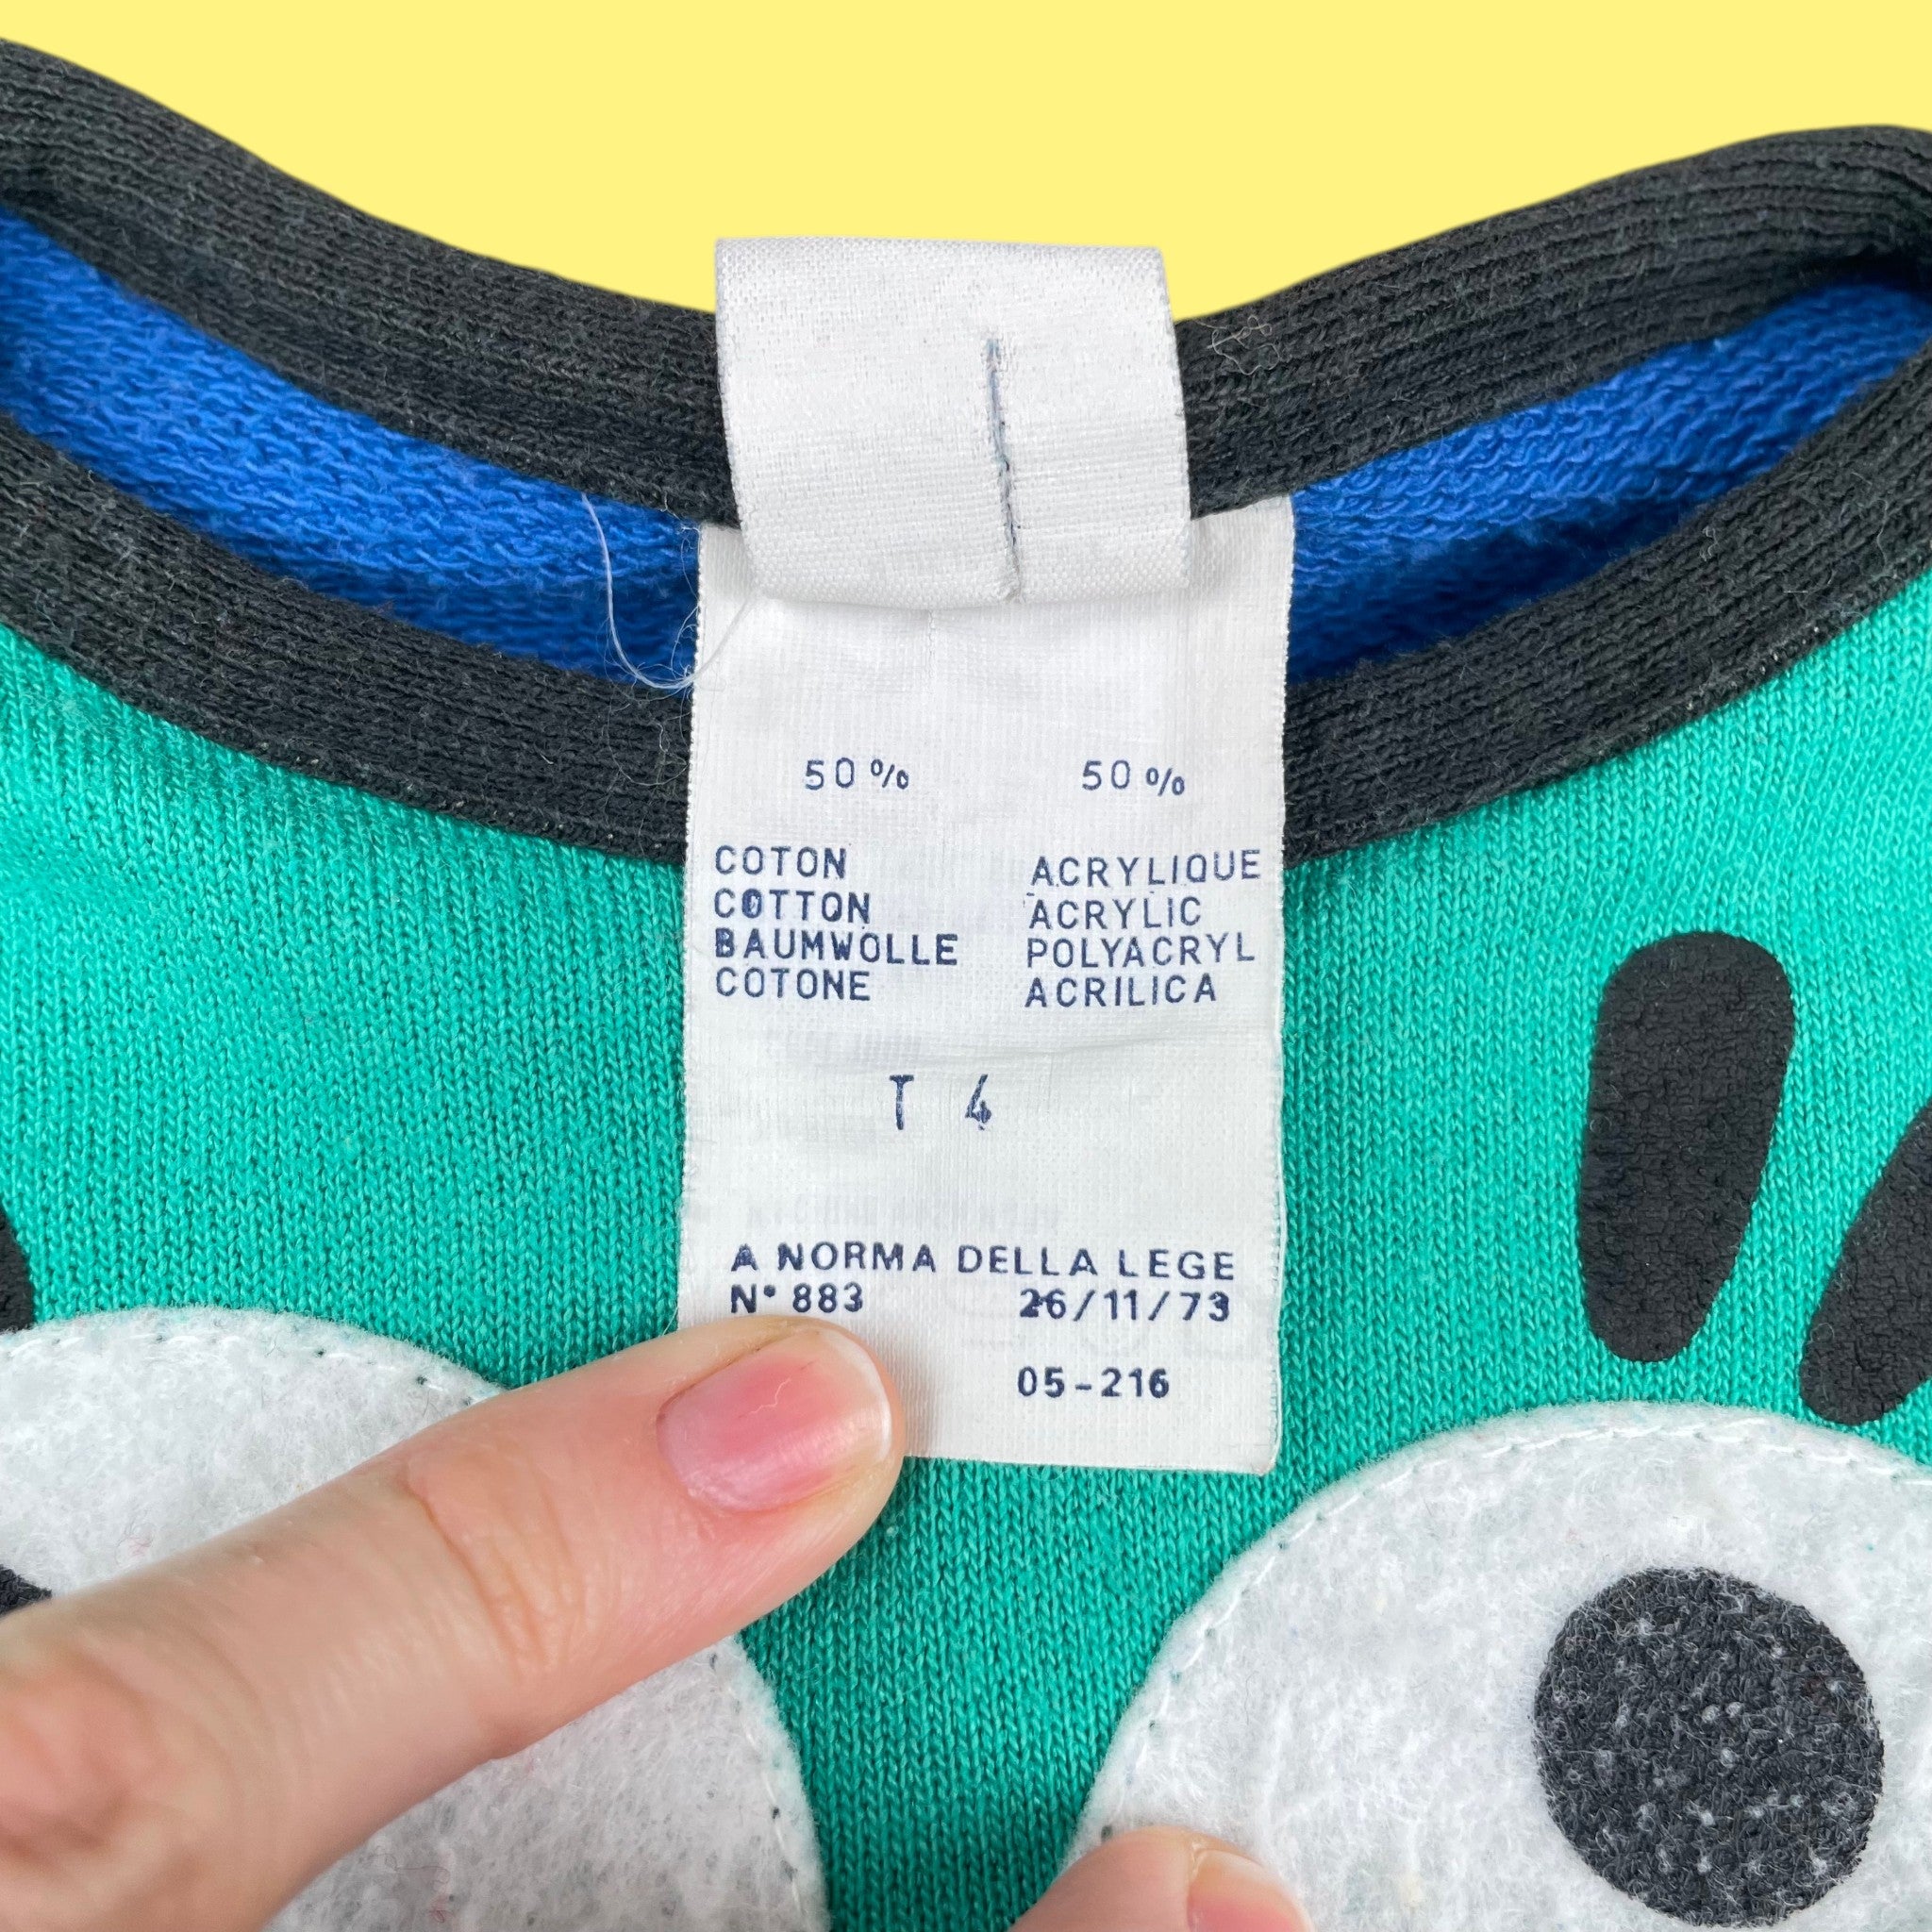 50% 50%
COTON ACRYLIQUE
COTTON ACRYLIC
BAUMWOLLE POLYACRYL
COTONE ACRILICA
T 4
A NORMA DELLA LEGE
N° 883 26/11/73
05-216